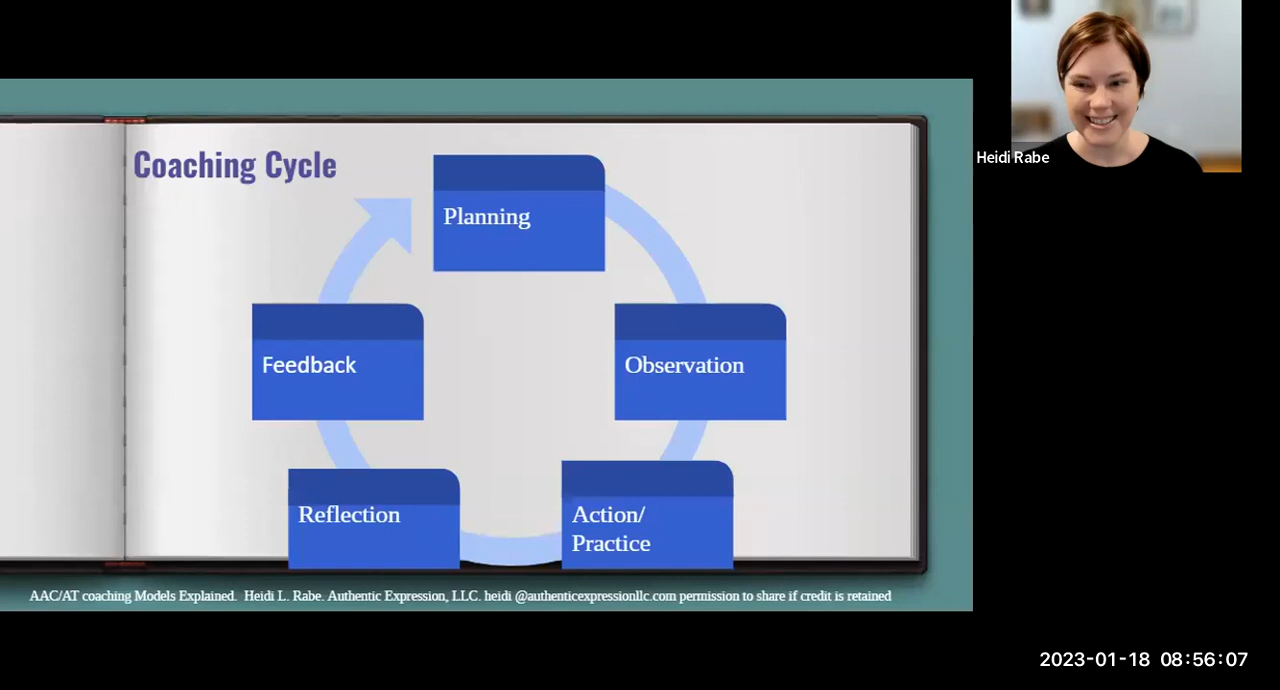 Coaching Cycle
Planning
Observation
Action/
Practice
Reflection
Feedback
AAC/AT coaching Models Explained.  Heidi L. Rabe. Authentic Expression, LLC. heidi @authenticexpressionllc.com permission to share if credit is retained
Heidi Rabe
2023-01-18 08:56:07